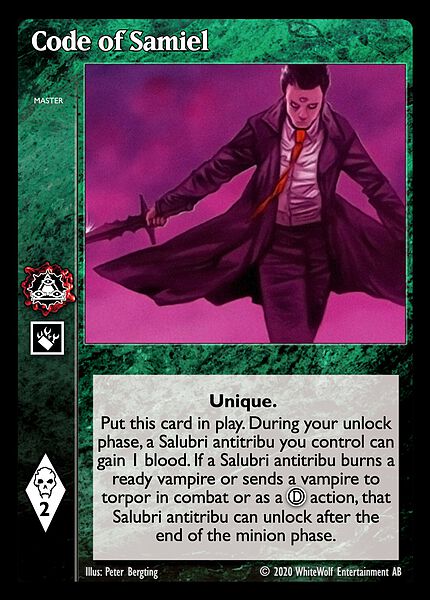 Code of Samiel
MASTER
Unique.
Put this card in play. During your unlock
phase, a Salubri antitribu you control can
gain 1 blood. If a Salubri antitribu burns a
ready vampire or sends a vampire to
torpor in combat or as a Ⓓ action, that
Salubri antitribu can unlock after the
end of the minion phase.
2
Illus: Peter Bergting
© 2020 WhiteWolf Entertainment AB